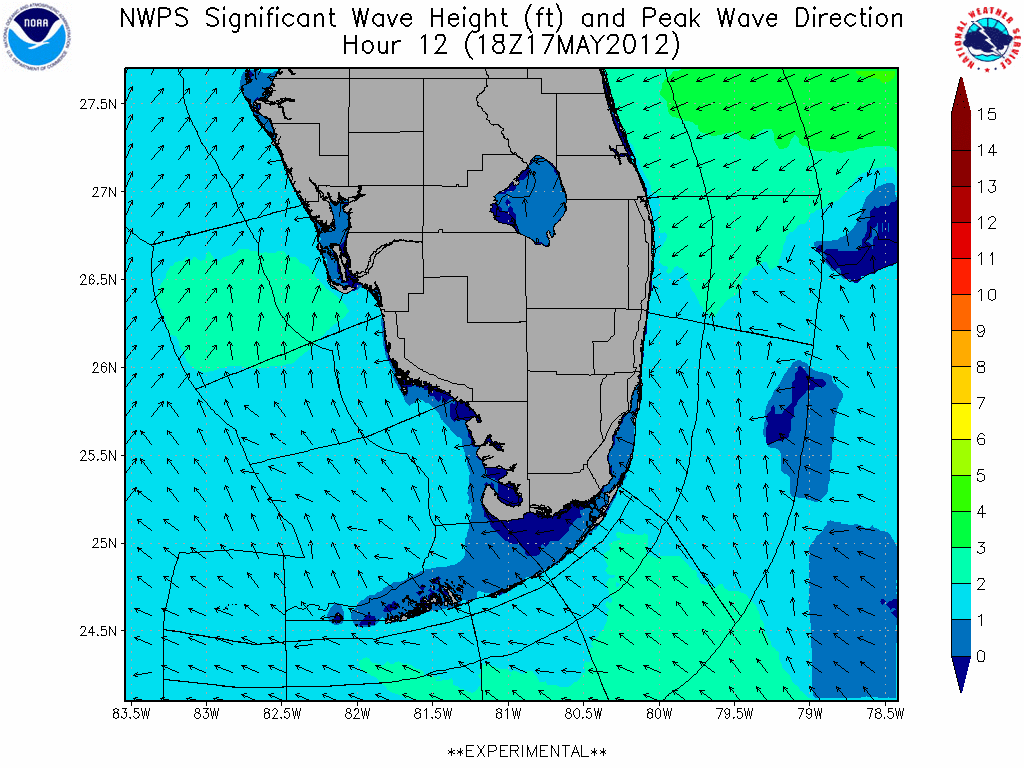 NWPS Significant Wave Height (ft) and Peak Wave Direction
Hour 12 (18Z17MAY2012)
NOAA
NATIONAL WEATHER SERVICE
27.5N
27N
26.5N
26N
25.5N
25N
24.5N
83.5W 83W 82.5W 82W 81.5W 81W 80.5W 80W 79.5W 79W 78.5W
15
14
13
12
11
10
9
8
7
6
5
4
3
2
1
0
**EXPERIMENTAL**